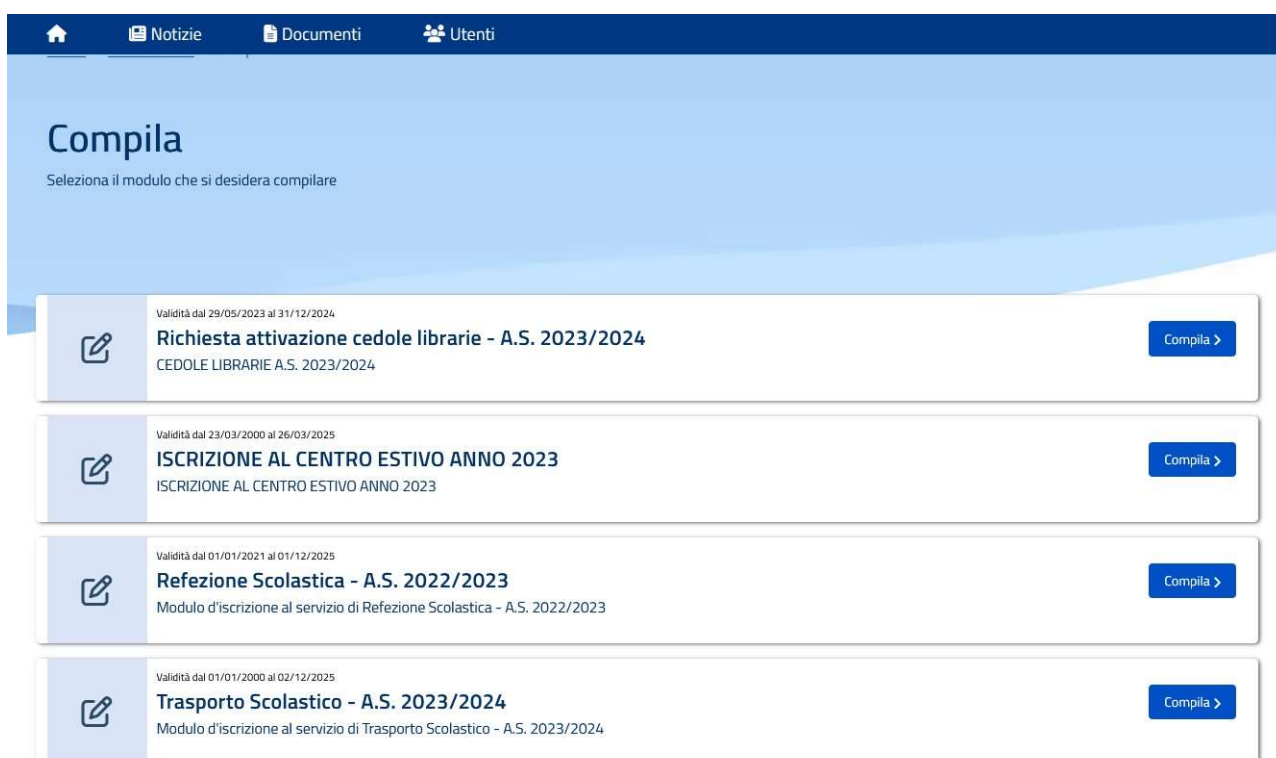 Notizie Documenti Utenti
Compila
Seleziona il modulo che si desidera compilare
Validità dal 29/05/2023 al 31/12/2024
Richiesta attivazione cedole librarie - A.S. 2023/2024
CEDOLE LIBRARIE A.S. 2023/2024
Compila
Validità dal 23/03/2000 al 26/03/2025
ISCRIZIONE AL CENTRO ESTIVO ANNO 2023
ISCRIZIONE AL CENTRO ESTIVO ANNO 2023
Compila
Validità dal 01/01/2021 al 01/12/2025
Refezione Scolastica - A.S. 2022/2023
Modulo d'iscrizione al servizio di Refezione Scolastica - A.S. 2022/2023
Compila
Validità dal 01/01/2000 al 02/12/2025
Trasporto Scolastico - A.S. 2023/2024
Modulo d'iscrizione al servizio di Trasporto Scolastico - A.S. 2023/2024
Compila